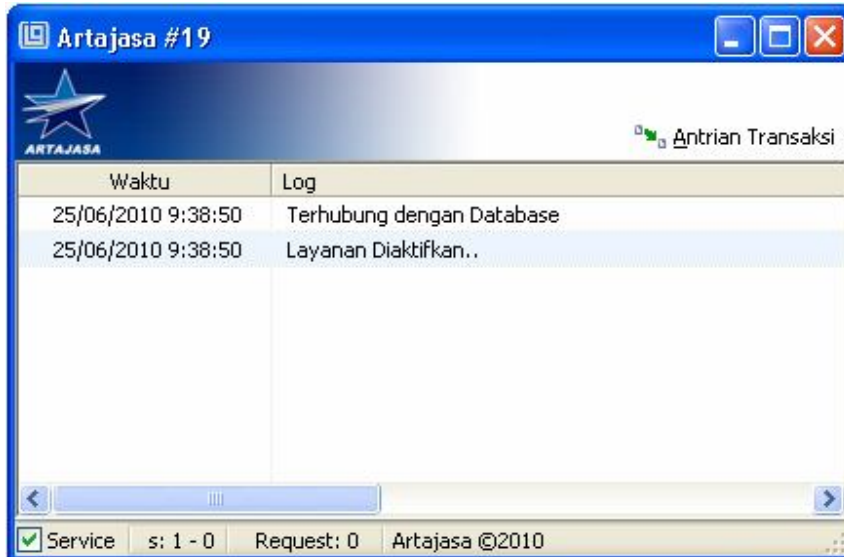 Artajasa #19
ARTAJASA
Antrian Transaksi
Waktu Log
25/06/2010 9:38:50 Terhubung dengan Database
25/06/2010 9:38:50 Layanan Diaktifkan..
Service s: 1 - 0 Request: 0 Artajasa ©2010